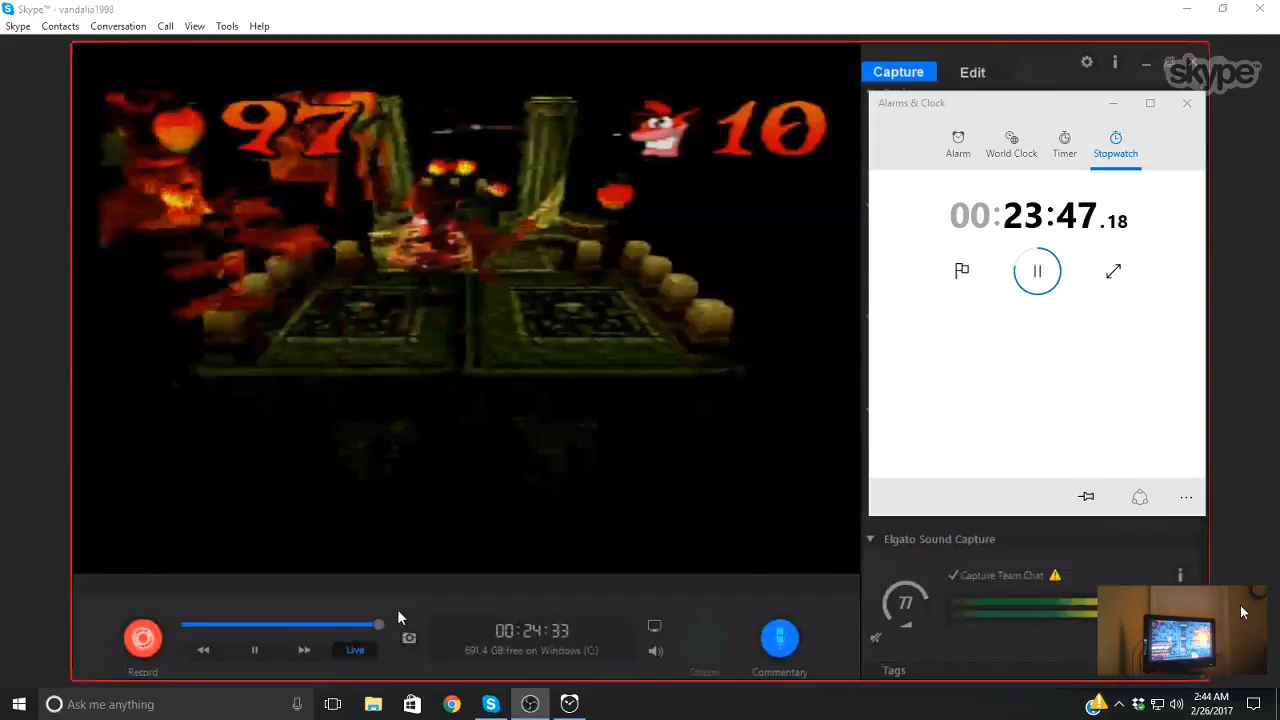 Skype™ - vandalia1998
Skype Contacts Conversation Call View Tools Help
Capture Edit
skype
97
10
Alarms & Clock
Alarm World Clock Timer Stopwatch
00:23:47.18
Elgato Sound Capture
Capture Team Chat
77
00:24:33
691.4 GB free on Windows (C:)
Live
Record
Stream
Commentary
Tags
Ask me anything
2:44 AM
2/26/2017